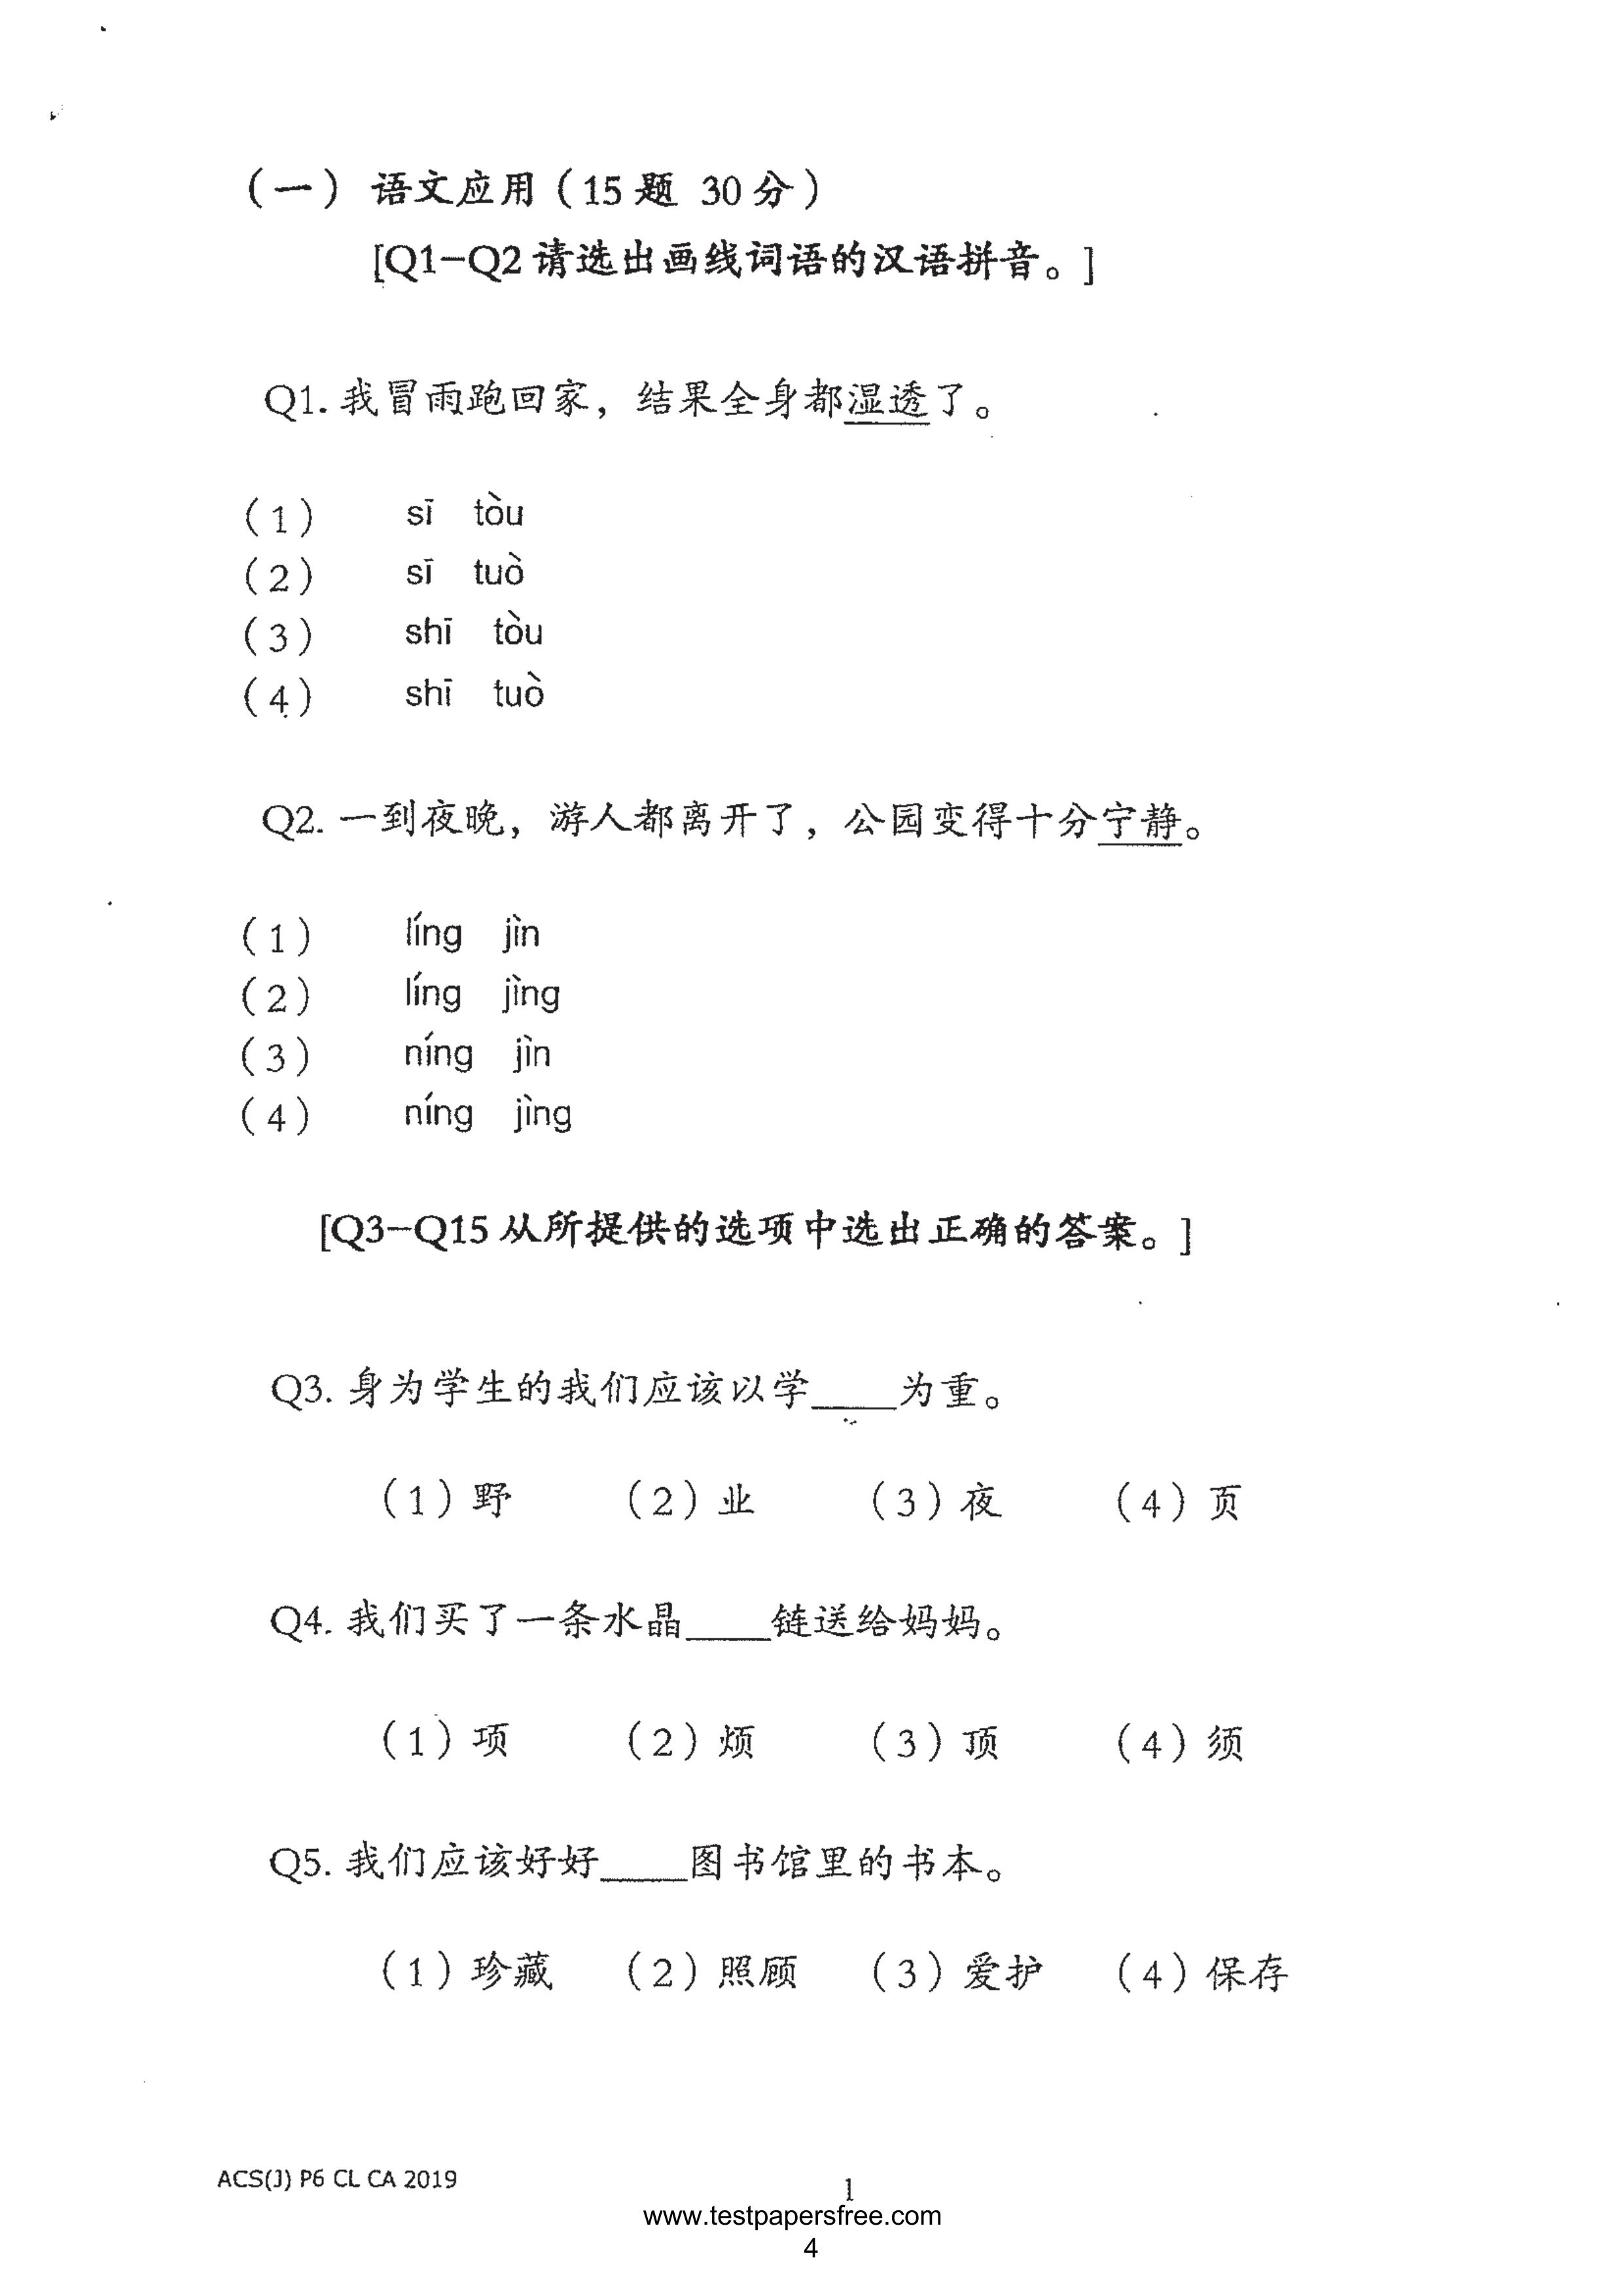 （一） 语文应用（15 题 30 分）
[Q1-Q2 请选出画线词语的汉语拼音。]
Q1. 我冒雨跑回家，结果全身都湿透了。
（1） sī tòu
（2） sī tuò
（3） shī tòu
（4） shī tuò
Q2. 一到夜晚，游人都离开了，公园变得十分宁静。
（1） líng jìn
（2） líng jìng
（3） níng jìn
（4） níng jìng
[Q3-Q15 从所提供的选项中选出正确的答案。]
Q3. 身为学生的我们应该以学____为重。
（1）野 （2）业 （3）夜 （4）页
Q4. 我们买了一条水晶____链送给妈妈。
（1）项 （2）烦 （3）顶 （4）须
Q5. 我们应该好好____图书馆里的书本。
（1）珍藏 （2）照顾 （3）爱护 （4）保存
ACS(J) P6 CL CA 2019 1
www.testpapersfree.com
4